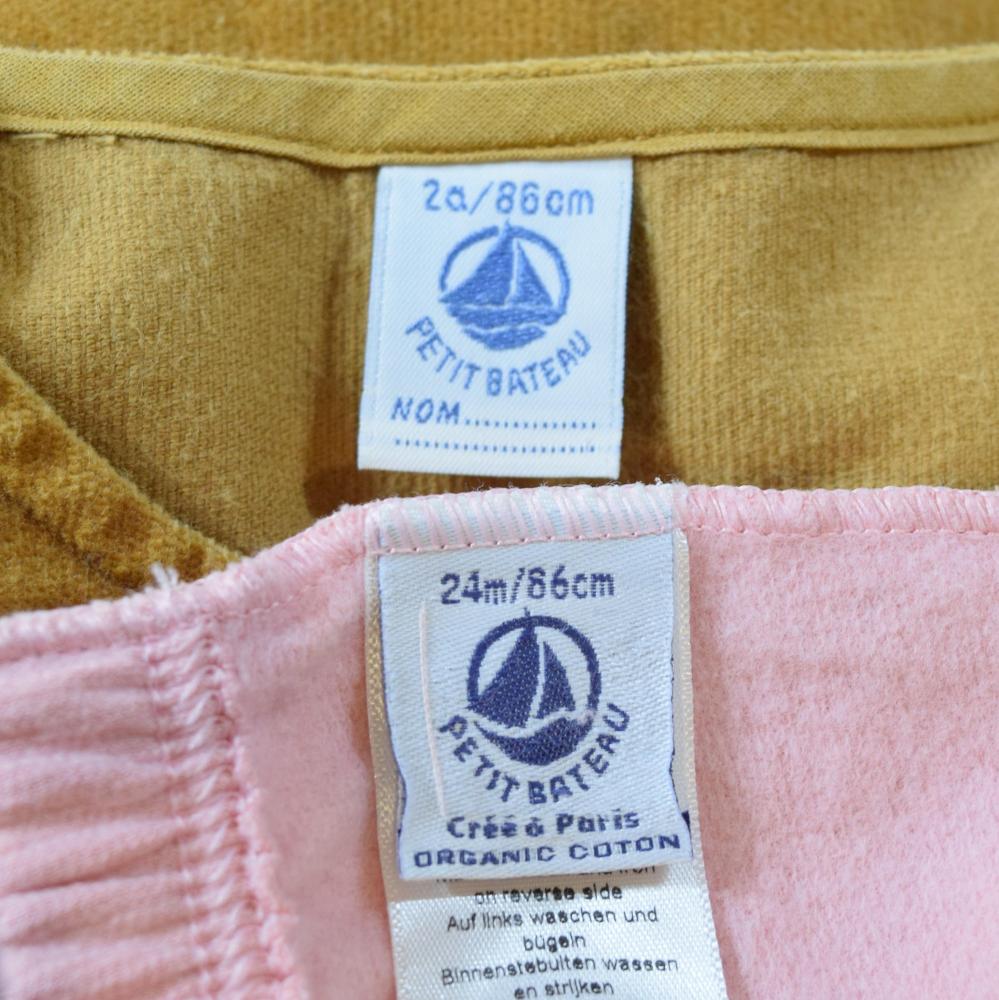 2a/86cm
PETIT BATEAU
NOM..............
24m/86cm
PETIT BATEAU
Créé à Paris
ORGANIC COTON
on reverse side
Auf links waschen und
bügeln
Binnenstebuiten wassen
en strijken